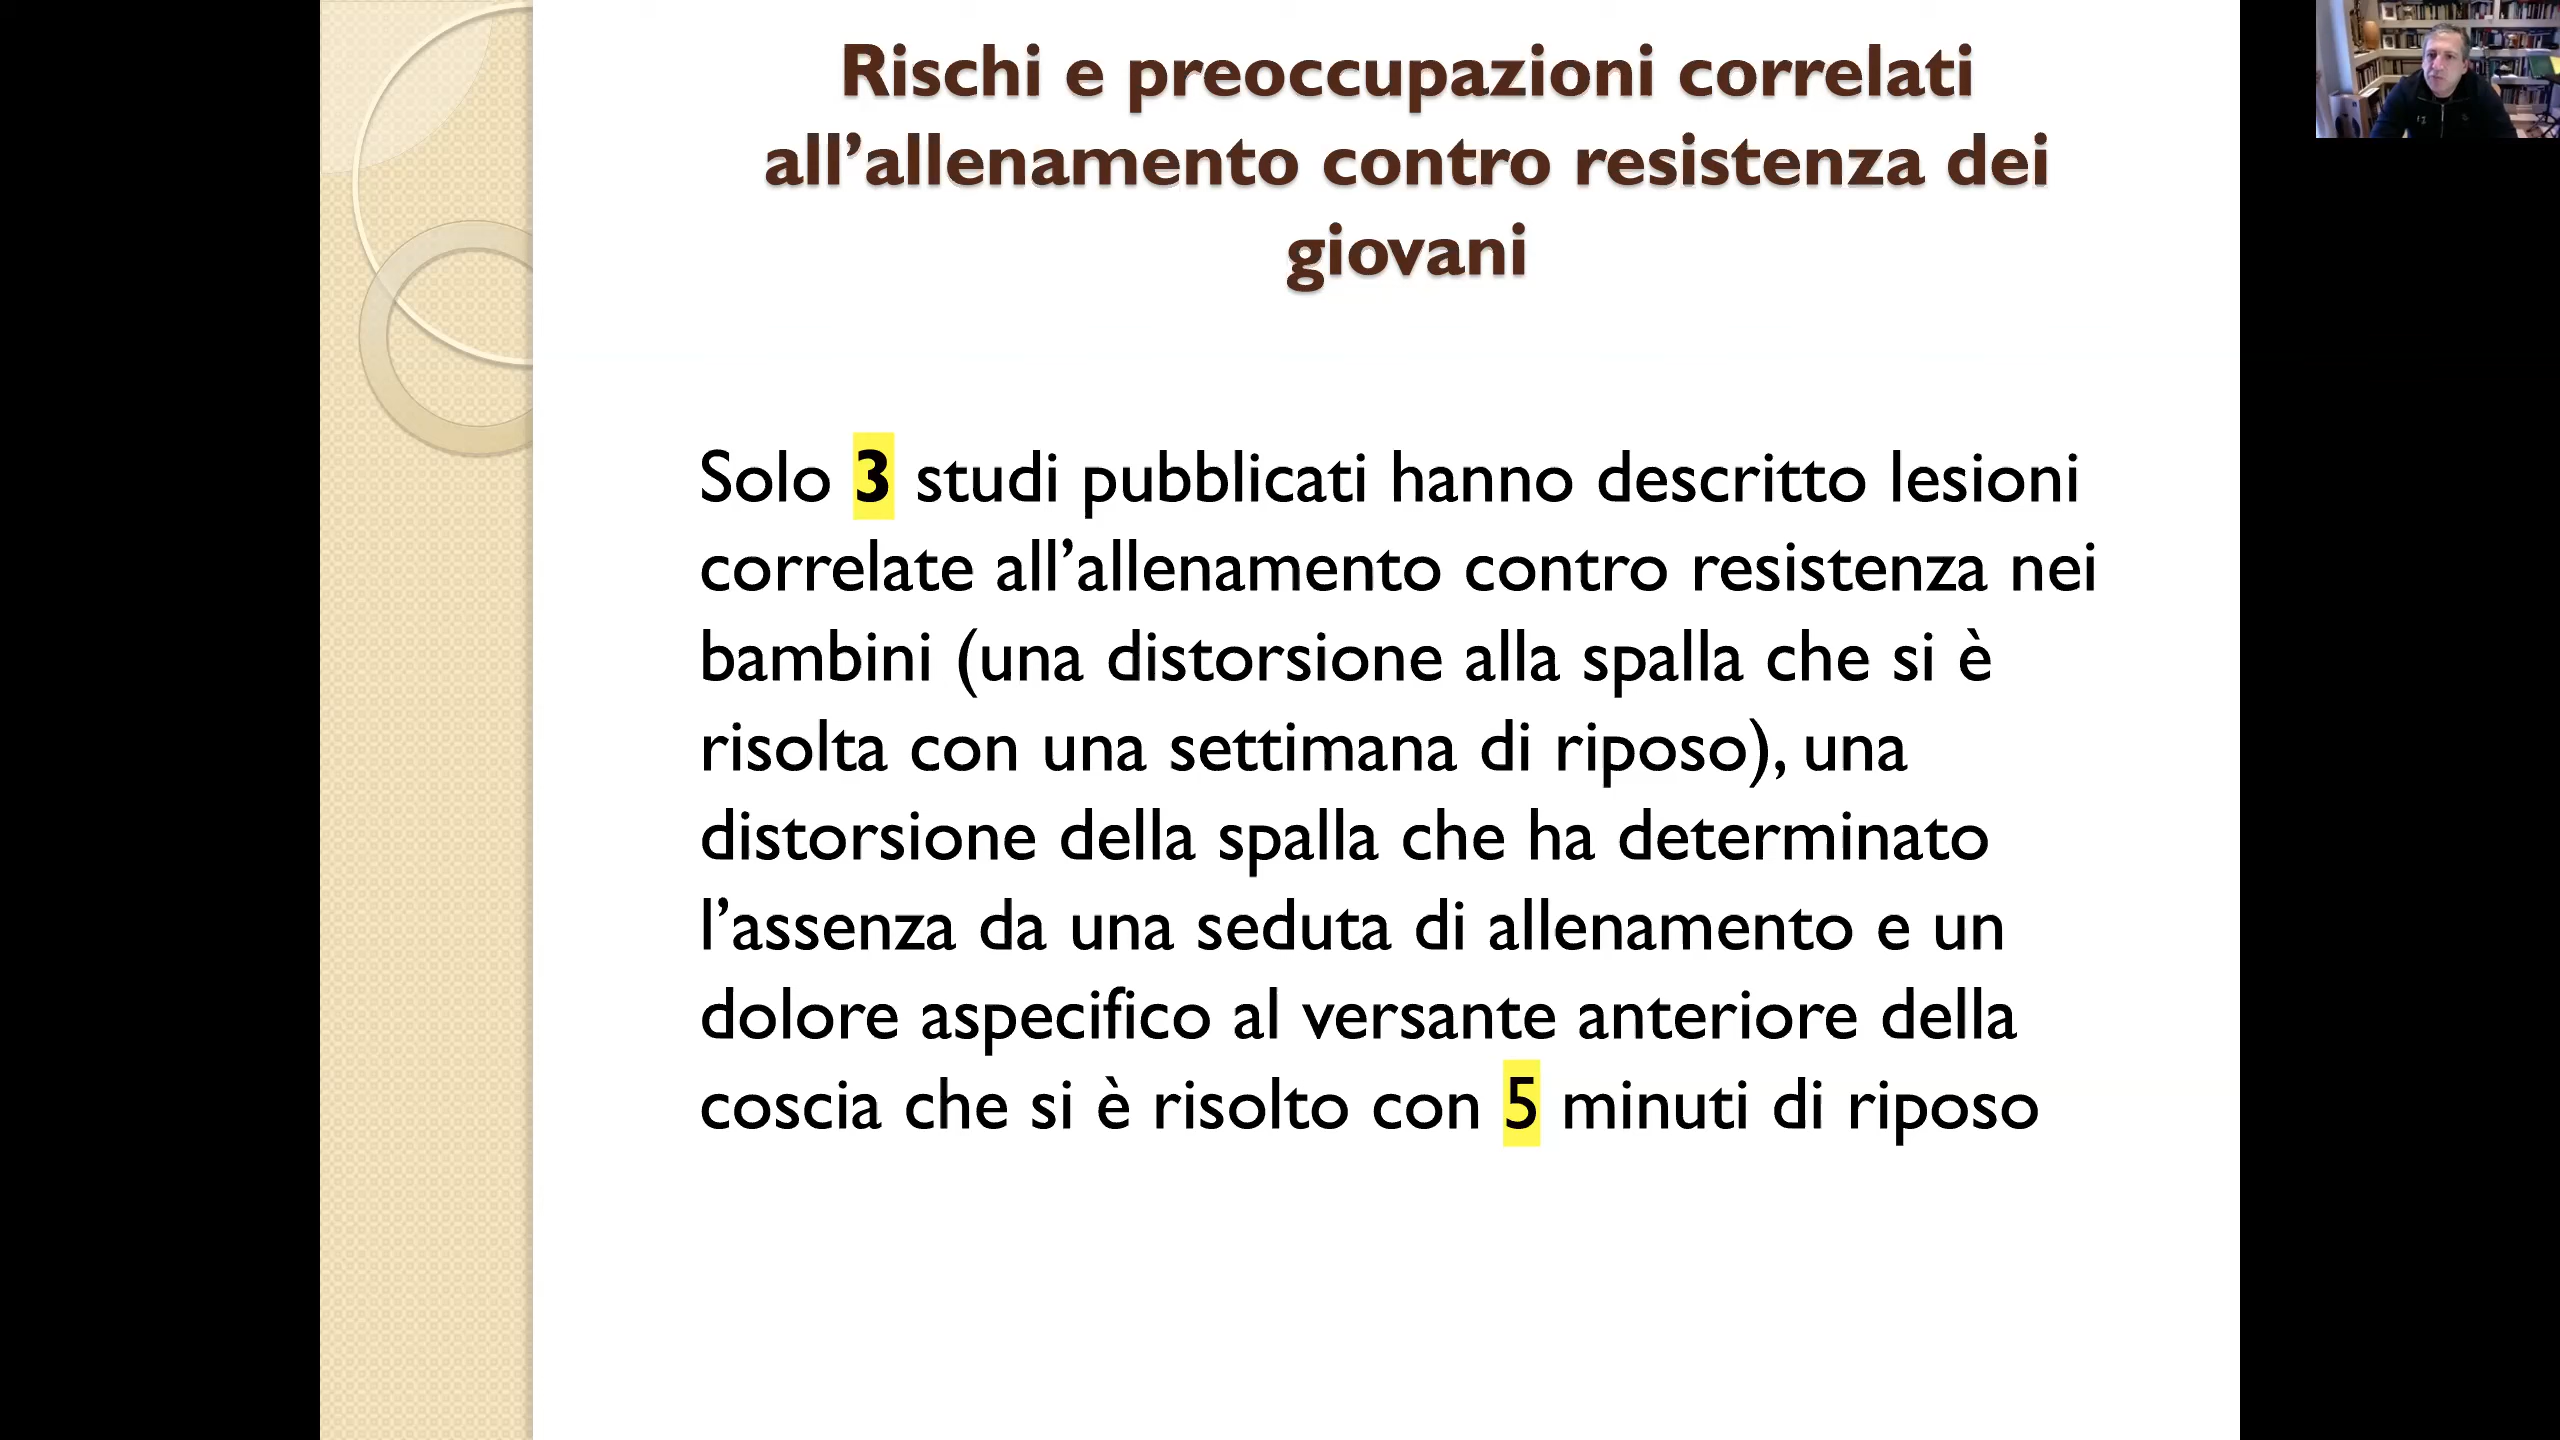 Rischi e preoccupazioni correlati
all’allenamento contro resistenza dei
giovani
Solo 3 studi pubblicati hanno descritto lesioni
correlate all’allenamento contro resistenza nei
bambini (una distorsione alla spalla che si è
risolta con una settimana di riposo), una
distorsione della spalla che ha determinato
l’assenza da una seduta di allenamento e un
dolore aspecifico al versante anteriore della
coscia che si è risolto con 5 minuti di riposo